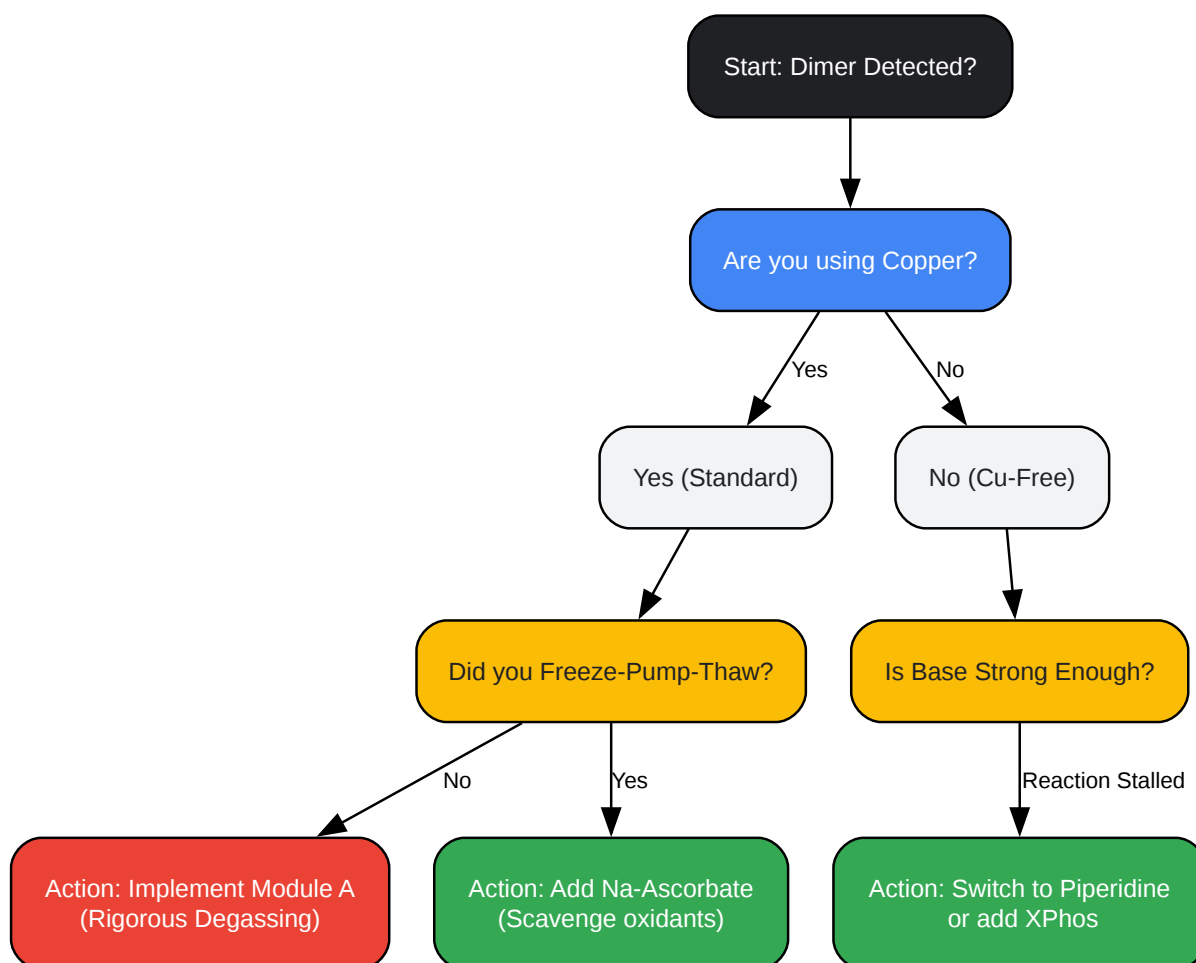 Start: Dimer Detected?
Are you using Copper?
Yes
No
Yes (Standard)
No (Cu-Free)
Did you Freeze-Pump-Thaw?
Is Base Strong Enough?
No
Yes
Reaction Stalled
Action: Implement Module A
(Rigorous Degassing)
Action: Add Na-Ascorbate
(Scavenge oxidants)
Action: Switch to Piperidine
or add XPhos